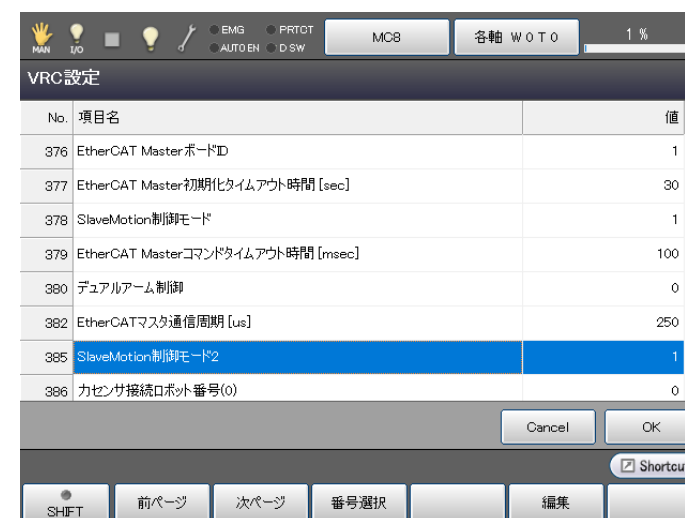 MAN
I/O
EMG PRTCT
AUTO EN D SW
MC8
各軸 W0T0
1 %
VRC設定
No. 項目名 値
376 EtherCAT MasterボードID 1
377 EtherCAT Master初期化タイムアウト時間 [sec] 30
378 SlaveMotion制御モード 1
379 EtherCAT Masterコマンドタイムアウト時間 [msec] 100
380 デュアルアーム制御 0
382 EtherCATマスタ通信周期 [us] 250
385 SlaveMotion制御モード2 1
386 力センサ接続ロボット番号(0) 0
Cancel OK
Shortcu
SHIFT 前ページ 次ページ 番号選択 編集